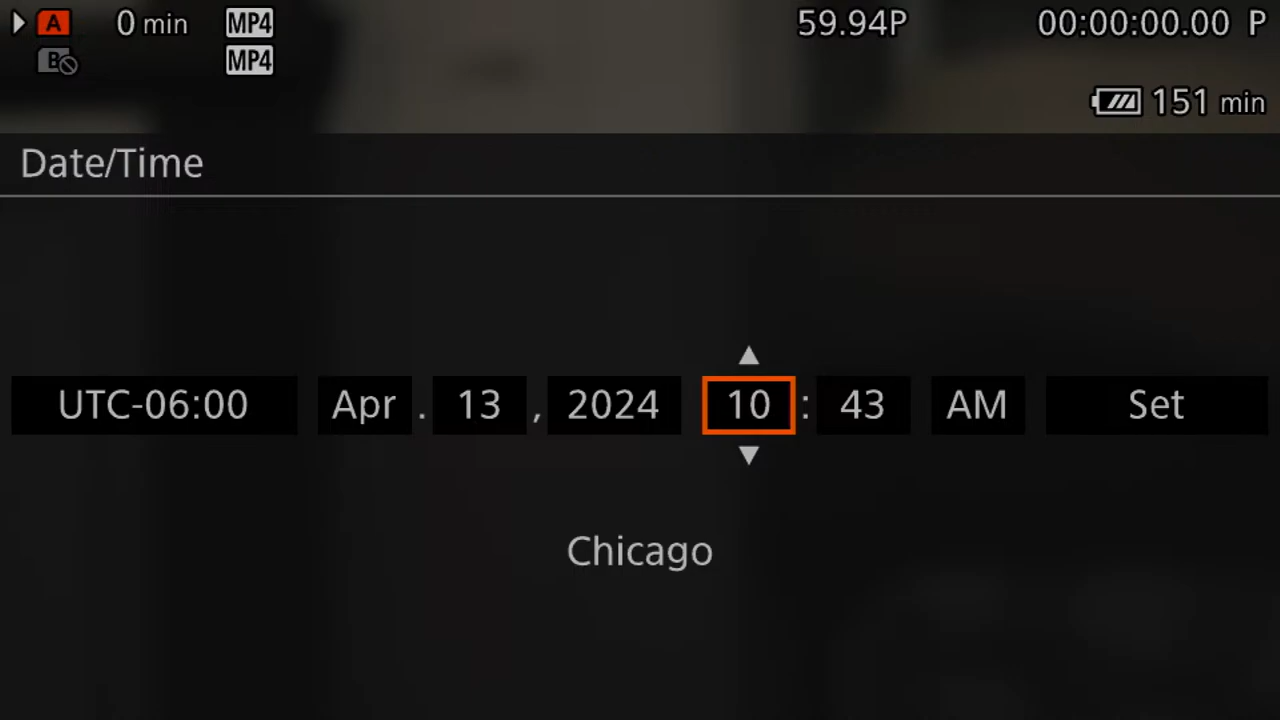 A 0 min MP4 59.94P 00:00:00.00 P
B MP4
151 min
Date/Time
UTC-06:00 Apr . 13 , 2024 10 : 43 AM Set
Chicago